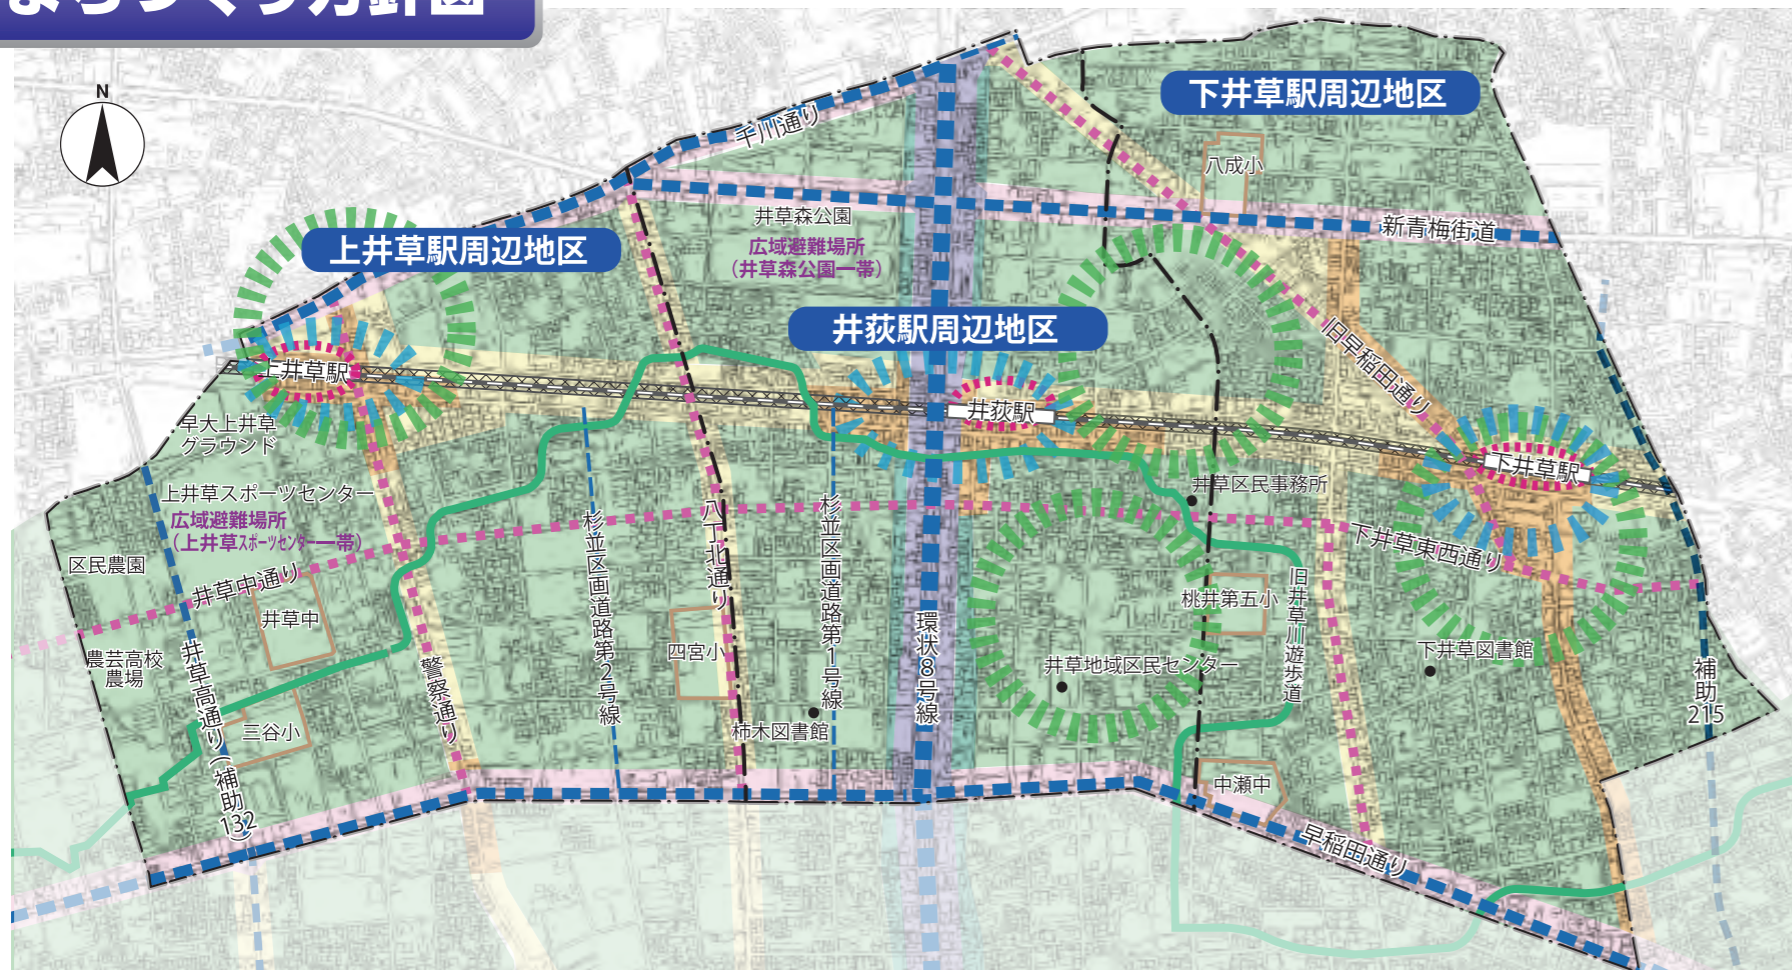 まちづくり方針図
N
千川通り
下井草駅周辺地区
八成小
井草森公園
広域避難場所
（井草森公園一帯）
新青梅街道
上井草駅周辺地区
井荻駅周辺地区
旧早稲田通り
上井草駅
井荻駅
下井草駅
早大上井草
グラウンド
上井草スポーツセンター
広域避難場所
（上井草スポーツセンター一帯）
井草区民事務所
区民農園
井草中通り
井草中
杉並区画道路第2号線
八丁北通り
杉並区画道路第1号線
下井草東西通り
桃井第五小
旧井草川遊歩道
農芸高校
農場
井草高通り（補助132）
三谷小
警察通り
四宮小
柿木図書館
環状8号線
井草地域区民センター
下井草図書館
補助
215
中瀬中
早稲田通り